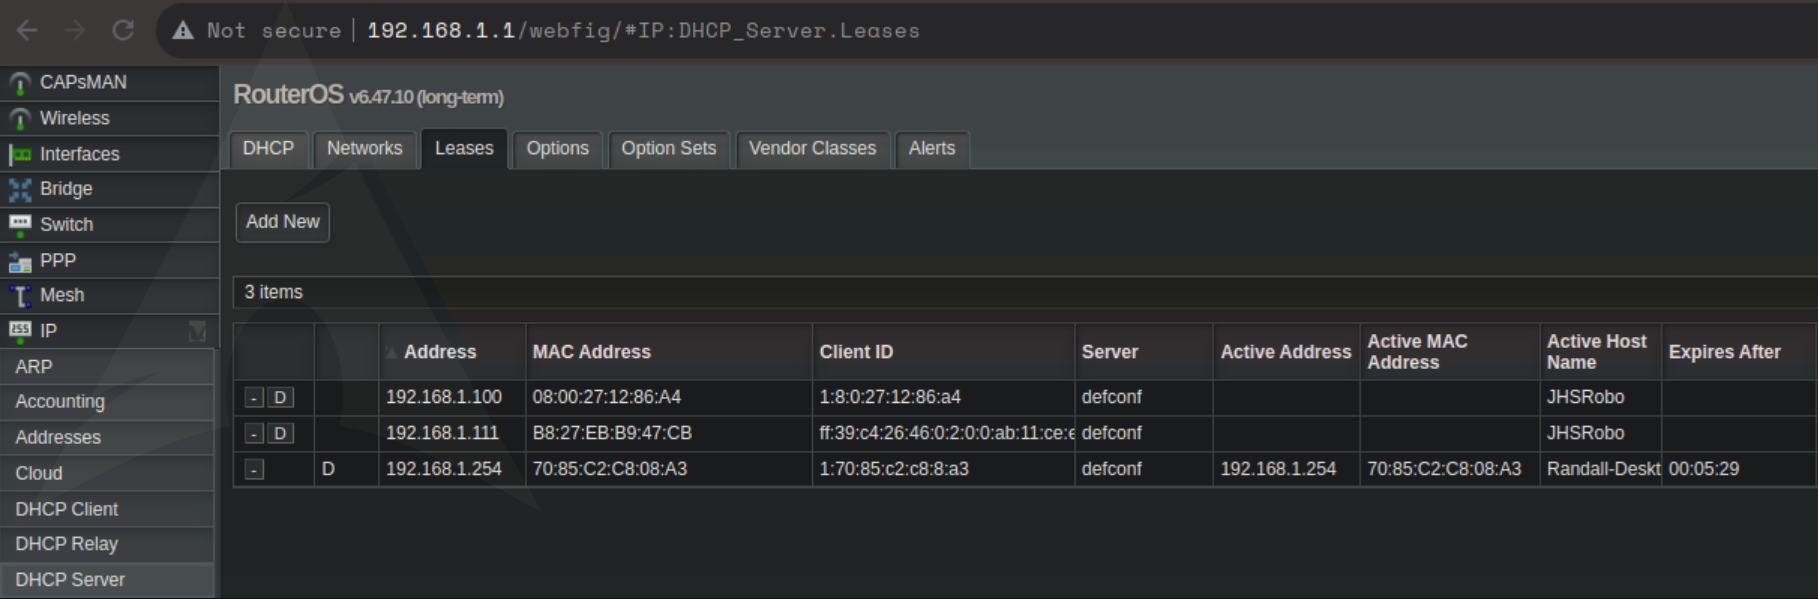 Not secure | 192.168.1.1/webfig/#IP:DHCP_Server.Leases
CAPsMAN
Wireless
Interfaces
Bridge
Switch
PPP
Mesh
255 IP
ARP
Accounting
Addresses
Cloud
DHCP Client
DHCP Relay
DHCP Server
RouterOS v6.47.10 (long-term)
DHCP Networks Leases Options Option Sets Vendor Classes Alerts
Add New
3 items
Address MAC Address Client ID Server Active Address Active MAC Address Active Host Name Expires After
- D 192.168.1.100 08:00:27:12:86:A4 1:8:0:27:12:86:a4 defconf JHSRobo
- D 192.168.1.111 B8:27:EB:B9:47:CB ff:39:c4:26:46:0:2:0:0:ab:11:ce:e defconf JHSRobo
- D 192.168.1.254 70:85:C2:C8:08:A3 1:70:85:c2:c8:8:a3 defconf 192.168.1.254 70:85:C2:C8:08:A3 Randall-Deskt 00:05:29